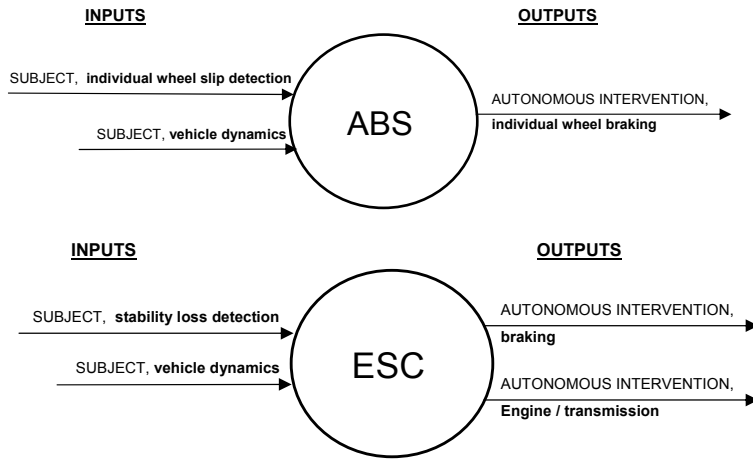 INPUTS OUTPUTS
SUBJECT, individual wheel slip detection
SUBJECT, vehicle dynamics
ABS
AUTONOMOUS INTERVENTION,
individual wheel braking
INPUTS OUTPUTS
SUBJECT, stability loss detection
SUBJECT, vehicle dynamics
ESC
AUTONOMOUS INTERVENTION,
braking
AUTONOMOUS INTERVENTION,
Engine / transmission